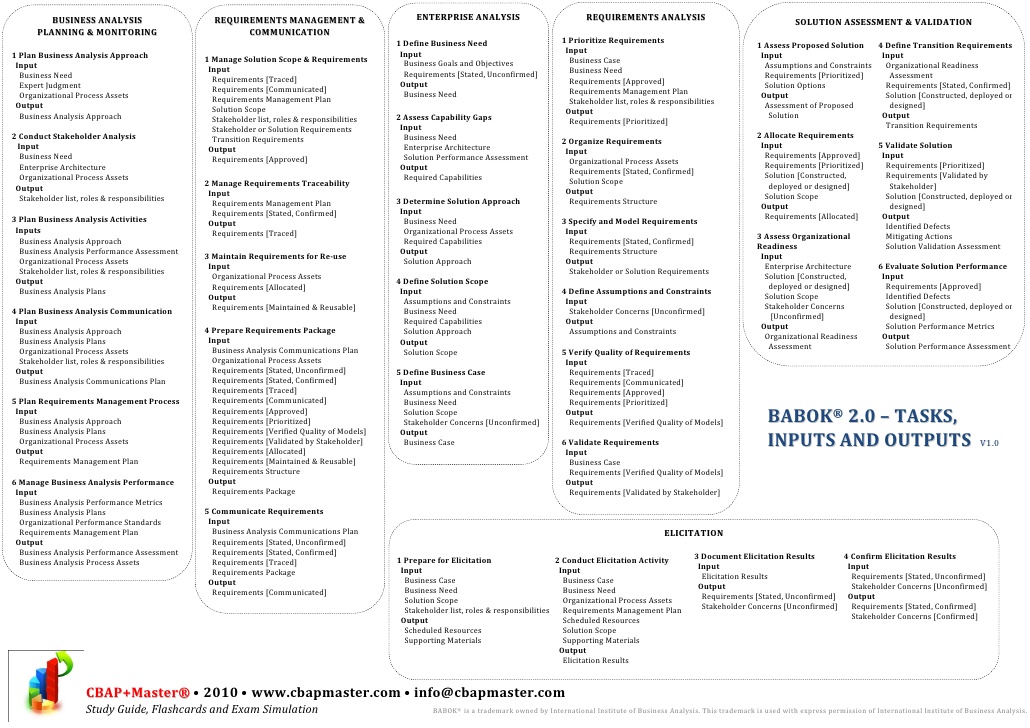 BUSINESS ANALYSIS
PLANNING & MONITORING
1 Plan Business Analysis Approach
Input
Business Need
Expert Judgment
Organizational Process Assets
Output
Business Analysis Approach
2 Conduct Stakeholder Analysis
Input
Business Need
Enterprise Architecture
Organizational Process Assets
Output
Stakeholder list, roles & responsibilities
3 Plan Business Analysis Activities
Inputs
Business Analysis Approach
Business Analysis Performance Assessment
Organizational Process Assets
Stakeholder list, roles & responsibilities
Output
Business Analysis Plans
4 Plan Business Analysis Communication
Input
Business Analysis Approach
Business Analysis Plans
Organizational Process Assets
Stakeholder list, roles & responsibilities
Output
Business Analysis Communications Plan
5 Plan Requirements Management Process
Input
Business Analysis Approach
Business Analysis Plans
Organizational Process Assets
Output
Requirements Management Plan
6 Manage Business Analysis Performance
Input
Business Analysis Performance Metrics
Business Analysis Plans
Organizational Performance Standards
Requirements Management Plan
Output
Business Analysis Performance Assessment
Business Analysis Process Assets
REQUIREMENTS MANAGEMENT &
COMMUNICATION
1 Manage Solution Scope & Requirements
Input
Requirements [Traced]
Requirements [Communicated]
Requirements Management Plan
Solution Scope
Stakeholder list, roles & responsibilities
Stakeholder or Solution Requirements
Transition Requirements
Output
Requirements [Approved]
2 Manage Requirements Traceability
Input
Requirements Management Plan
Requirements [Stated, Confirmed]
Output
Requirements [Traced]
3 Maintain Requirements for Re-use
Input
Organizational Process Assets
Requirements [Allocated]
Output
Requirements [Maintained & Reusable]
4 Prepare Requirements Package
Input
Business Analysis Communications Plan
Organizational Process Assets
Requirements [Stated, Unconfirmed]
Requirements [Stated, Confirmed]
Requirements [Traced]
Requirements [Communicated]
Requirements [Approved]
Requirements [Prioritized]
Requirements [Verified Quality of Models]
Requirements [Validated by Stakeholder]
Requirements [Allocated]
Requirements [Maintained & Reusable]
Requirements Structure
Output
Requirements Package
5 Communicate Requirements
Input
Business Analysis Communications Plan
Requirements [Stated, Unconfirmed]
Requirements [Stated, Confirmed]
Requirements [Traced]
Requirements Package
Output
Requirements [Communicated]
ENTERPRISE ANALYSIS
1 Define Business Need
Input
Business Goals and Objectives
Requirements [Stated, Unconfirmed]
Output
Business Need
2 Assess Capability Gaps
Input
Business Need
Enterprise Architecture
Solution Performance Assessment
Output
Required Capabilities
3 Determine Solution Approach
Input
Business Need
Organizational Process Assets
Required Capabilities
Output
Solution Approach
4 Define Solution Scope
Input
Assumptions and Constraints
Business Need
Required Capabilities
Solution Approach
Output
Solution Scope
5 Define Business Case
Input
Assumptions and Constraints
Business Need
Solution Scope
Stakeholder Concerns [Unconfirmed]
Output
Business Case
REQUIREMENTS ANALYSIS
1 Prioritize Requirements
Input
Business Case
Business Need
Requirements [Approved]
Requirements Management Plan
Stakeholder list, roles & responsibilities
Output
Requirements [Prioritized]
2 Organize Requirements
Input
Organizational Process Assets
Requirements [Stated, Confirmed]
Solution Scope
Output
Requirements Structure
3 Specify and Model Requirements
Input
Requirements [Stated, Confirmed]
Requirements Structure
Output
Stakeholder or Solution Requirements
4 Define Assumptions and Constraints
Input
Stakeholder Concerns [Unconfirmed]
Output
Assumptions and Constraints
5 Verify Quality of Requirements
Input
Requirements [Traced]
Requirements [Communicated]
Requirements [Approved]
Requirements [Prioritized]
Output
Requirements [Verified Quality of Models]
6 Validate Requirements
Input
Business Case
Requirements [Verified Quality of Models]
Output
Requirements [Validated by Stakeholder]
SOLUTION ASSESSMENT & VALIDATION
1 Assess Proposed Solution
Input
Assumptions and Constraints
Requirements [Prioritized]
Solution Options
Output
Assessment of Proposed
Solution
2 Allocate Requirements
Input
Requirements [Approved]
Requirements [Prioritized]
Solution [Constructed,
deployed or designed]
Solution Scope
Output
Requirements [Allocated]
3 Assess Organizational
Readiness
Input
Enterprise Architecture
Solution [Constructed,
deployed or designed]
Solution Scope
Stakeholder Concerns
[Unconfirmed]
Output
Organizational Readiness
Assessment
4 Define Transition Requirements
Input
Organizational Readiness
Assessment
Requirements [Stated, Confirmed]
Solution [Constructed, deployed or
designed]
Output
Transition Requirements
5 Validate Solution
Input
Requirements [Prioritized]
Requirements [Validated by
Stakeholder]
Solution [Constructed, deployed or
designed]
Output
Identified Defects
Mitigating Actions
Solution Validation Assessment
6 Evaluate Solution Performance
Input
Requirements [Approved]
Identified Defects
Solution [Constructed, deployed or
designed]
Solution Performance Metrics
Output
Solution Performance Assessment
BABOK® 2.0 – TASKS,
INPUTS AND OUTPUTS V1.0
ELICITATION
1 Prepare for Elicitation
Input
Business Case
Business Need
Solution Scope
Stakeholder list, roles & responsibilities
Output
Scheduled Resources
Supporting Materials
2 Conduct Elicitation Activity
Input
Business Case
Business Need
Organizational Process Assets
Requirements Management Plan
Scheduled Resources
Solution Scope
Supporting Materials
Output
Elicitation Results
3 Document Elicitation Results
Input
Elicitation Results
Output
Requirements [Stated, Unconfirmed]
Stakeholder Concerns [Unconfirmed]
4 Confirm Elicitation Results
Input
Requirements [Stated, Unconfirmed]
Stakeholder Concerns [Unconfirmed]
Output
Requirements [Stated, Confirmed]
Stakeholder Concerns [Confirmed]
CBAP+Master® • 2010 • www.cbapmaster.com • info@cbapmaster.com
Study Guide, Flashcards and Exam Simulation
BABOK® is a trademark owned by International Institute of Business Analysis. This trademark is used with express permission of International Institute of Business Analysis.